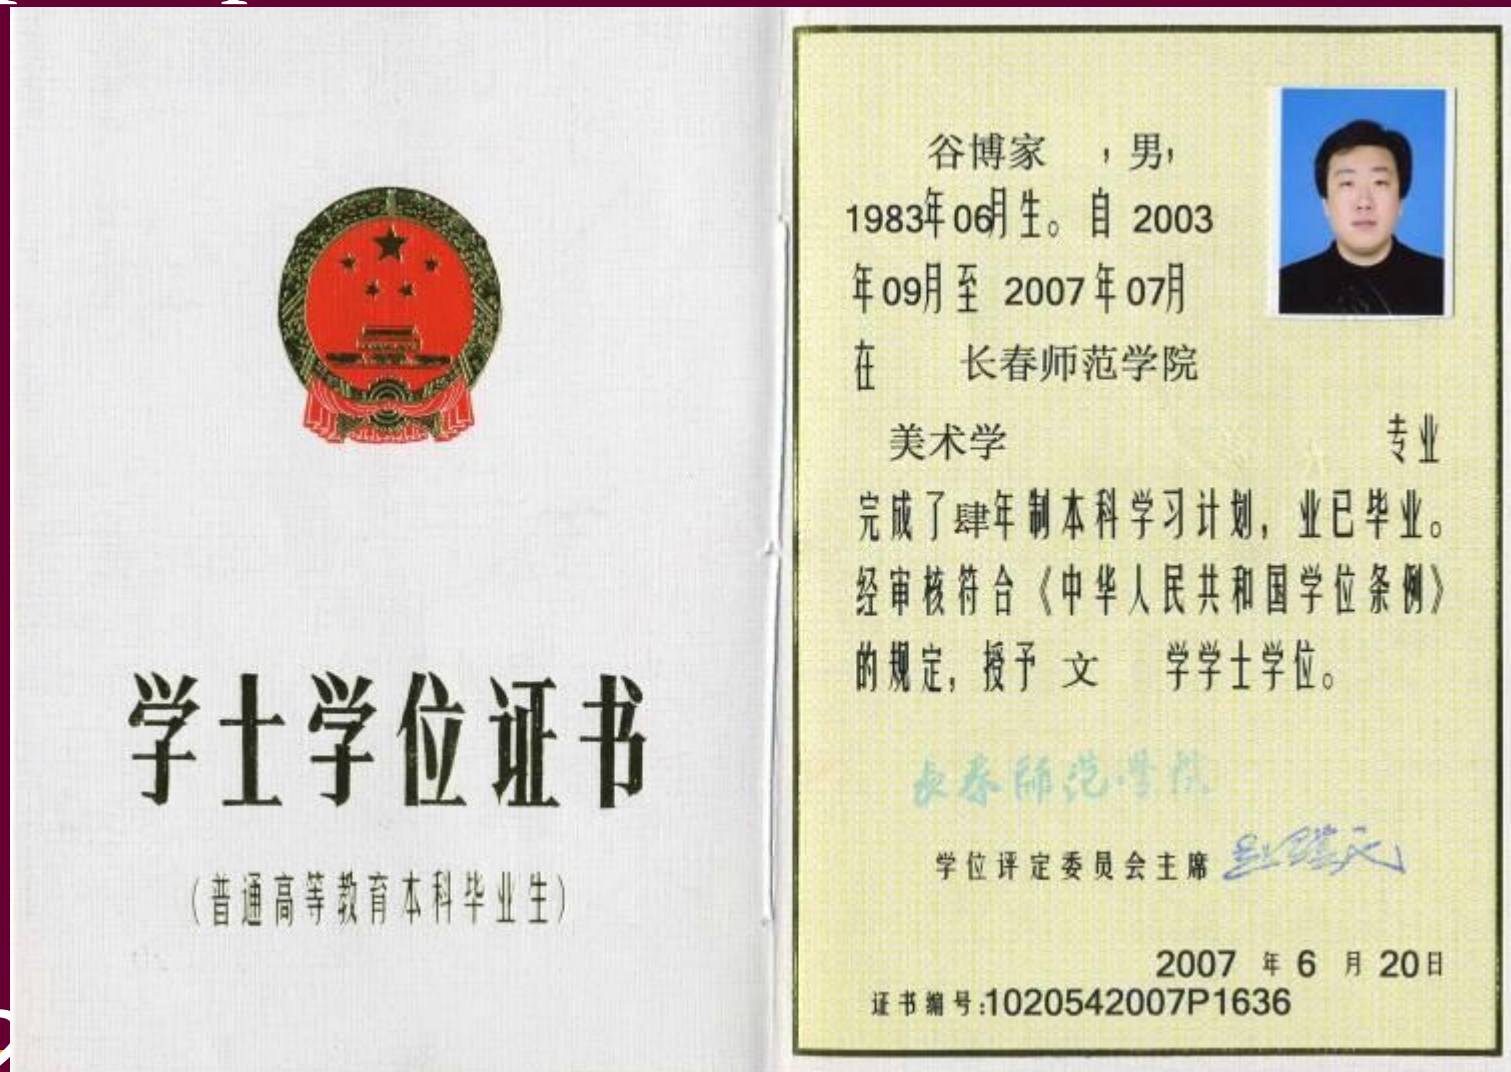 学士学位证书
（普通高等教育本科毕业生）
谷博家 ，男，
1983年06月生。自 2003
年09月至 2007年07月
在 长春师范学院
美术学 专业
完成了肆年制本科学习计划，业已毕业。
经审核符合《中华人民共和国学位条例》
的规定，授予 文 学学士学位。
长春师范学院
学位评定委员会主席
2007 年 6 月 20日
证书编号:1020542007P1636